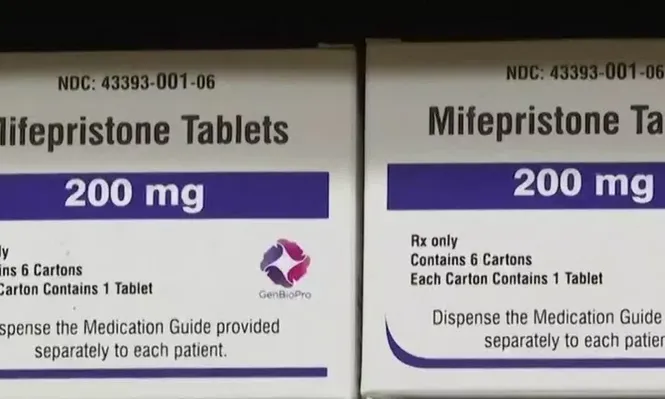 NDC: 43393-001-06
lifepristone Tablets
200 mg
ly
ins 6 Cartons
Carton Contains 1 Tablet
GenBioPro
spense the Medication Guide provided
separately to each patient.
NDC: 43393-001-06
Mifepristone Ta
200 mg
Rx only
Contains 6 Cartons
Each Carton Contains 1 Tablet
Dispense the Medication Guide
separately to each patien